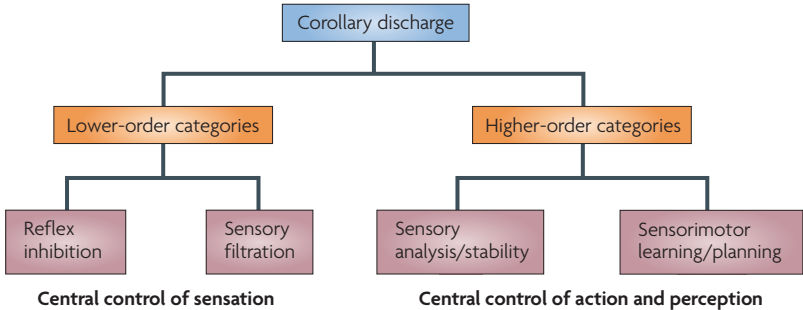 Corollary discharge
Lower-order categories
Higher-order categories
Reflex
inhibition
Sensory
filtration
Sensory
analysis/stability
Sensorimotor
learning/planning
Central control of sensation
Central control of action and perception